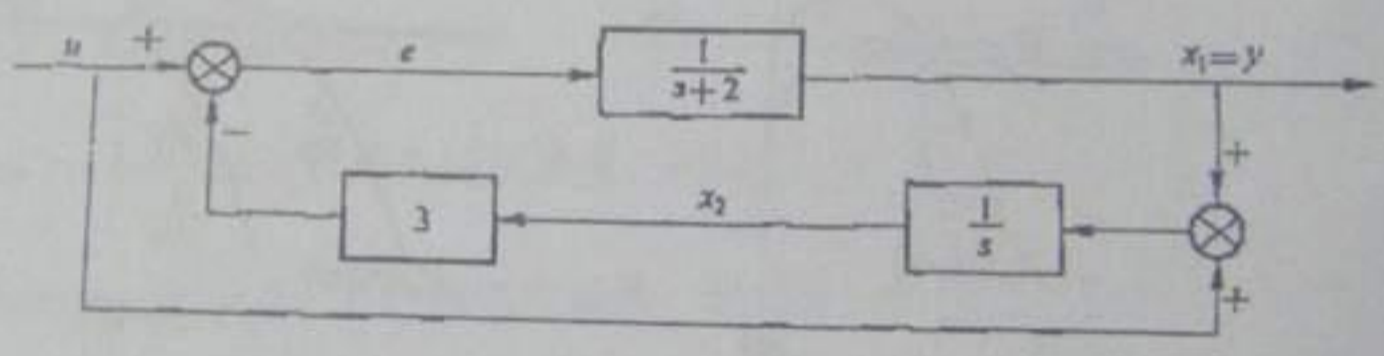 u + e 1/s+2 x₁=y
− +
3 x₂ 1/s
+